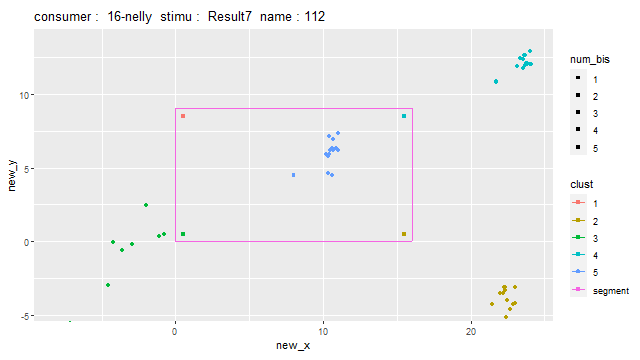 consumer :  16-nelly  stimu :  Result7  name : 112
10
5
0
-5
new_y
0
10
20
new_x
num_bis
1
2
3
4
5
clust
1
2
3
4
5
segment